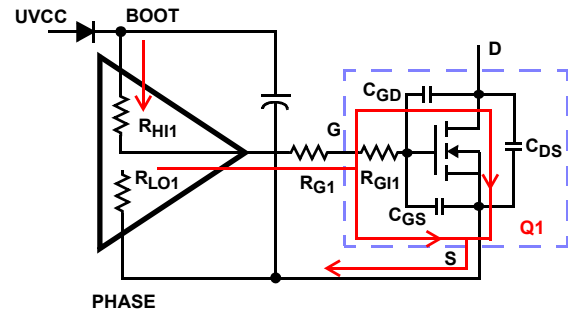 UVCC
BOOT
D
CGD
RHI1
G
CDS
RLO1
RG1
RGI1
CGS
Q1
S
PHASE